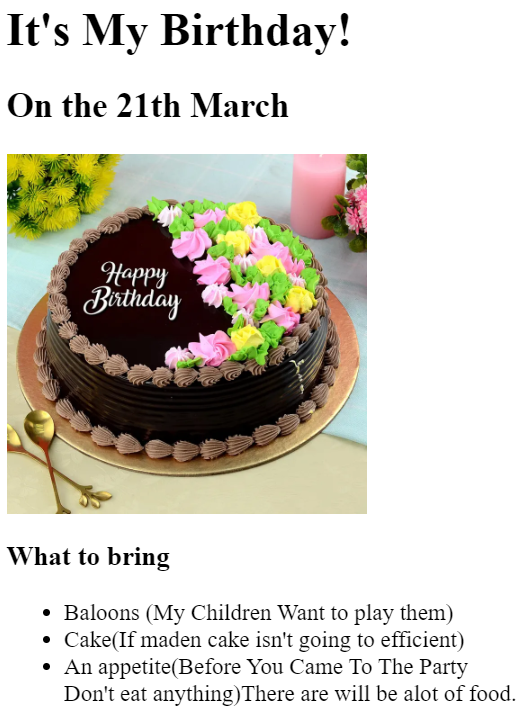 It's My Birthday!
On the 21th March
Happy
Birthday
What to bring
Baloons (My Children Want to play them)
Cake(If maden cake isn't going to efficient)
An appetite(Before You Came To The Party
Don't eat anything)There are will be alot of food.